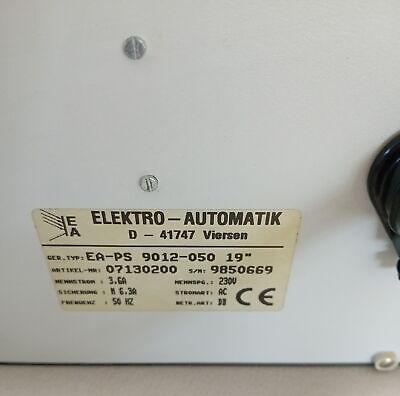 EA
ELEKTRO-AUTOMATIK
D - 41747 Viersen
GER.TYP: EA-PS 9012-050 19"
ARTIKEL-NR: 07130200 S/N: 9850669
NENNSTROM: 3,6A NENNSPG.: 230V
SICHERUNG: M 6.3A STROMART: AC
FREQUENZ: 50 HZ BETR.ART: DB
CE